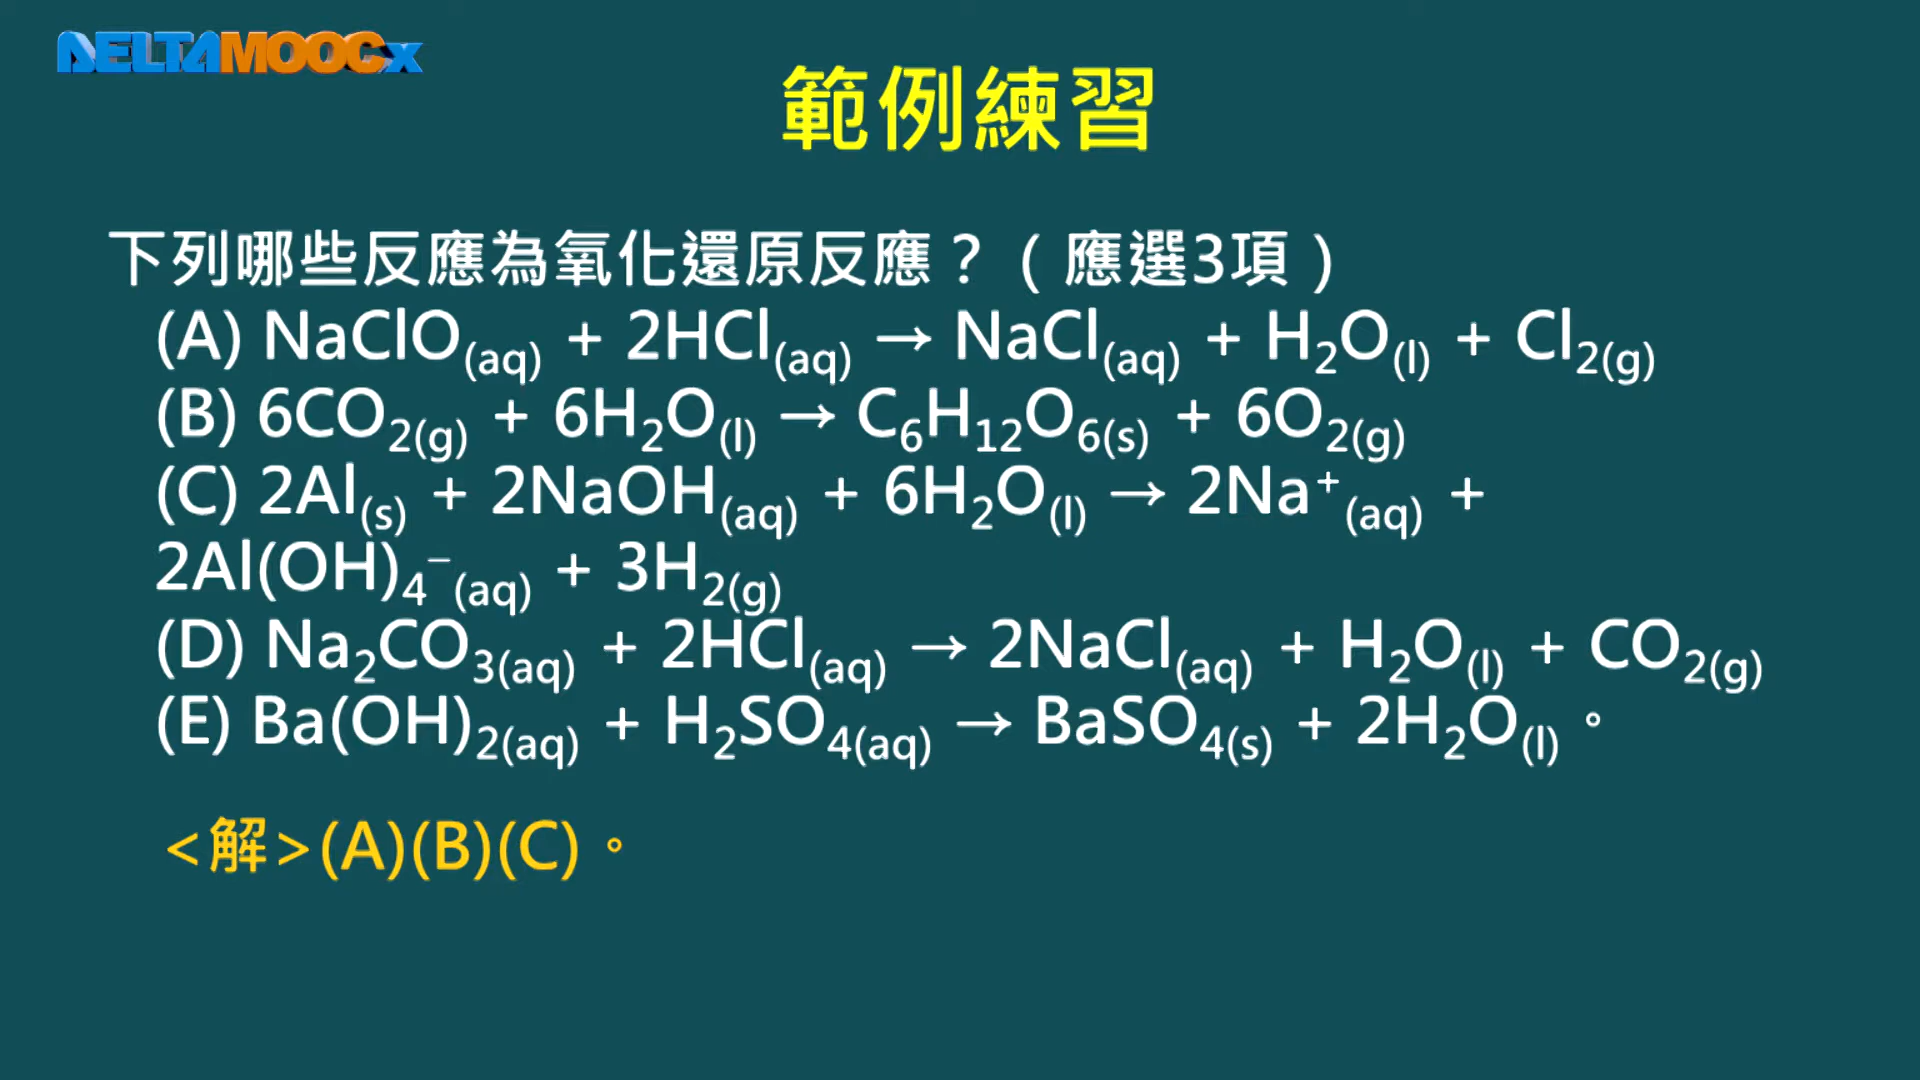 DELTAMOOCx
範例練習
下列哪些反應為氧化還原反應？（應選3項）
(A) NaClO(aq) + 2HCl(aq) → NaCl(aq) + H₂O(l) + Cl₂(g)
(B) 6CO₂(g) + 6H₂O(l) → C₆H₁₂O₆(s) + 6O₂(g)
(C) 2Al(s) + 2NaOH(aq) + 6H₂O(l) → 2Na⁺(aq) +
2Al(OH)₄⁻(aq) + 3H₂(g)
(D) Na₂CO₃(aq) + 2HCl(aq) → 2NaCl(aq) + H₂O(l) + CO₂(g)
(E) Ba(OH)₂(aq) + H₂SO₄(aq) → BaSO₄(s) + 2H₂O(l)。
<解>(A)(B)(C)。